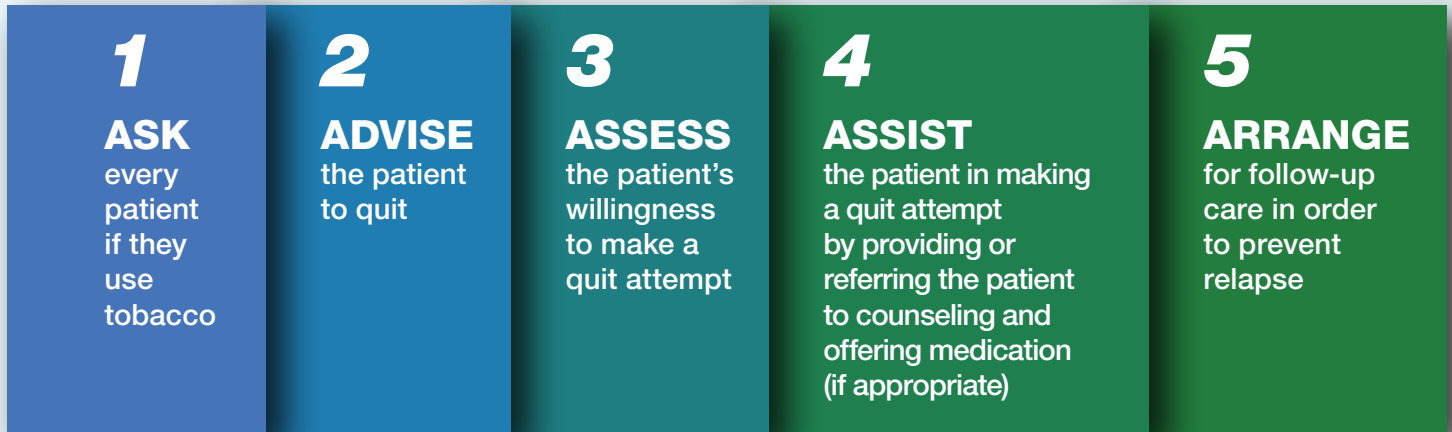 1
ASK
every
patient
if they
use
tobacco
2
ADVISE
the patient
to quit
3
ASSESS
the patient’s
willingness
to make a
quit attempt
4
ASSIST
the patient in making
a quit attempt
by providing or
referring the patient
to counseling and
offering medication
(if appropriate)
5
ARRANGE
for follow-up
care in order
to prevent
relapse